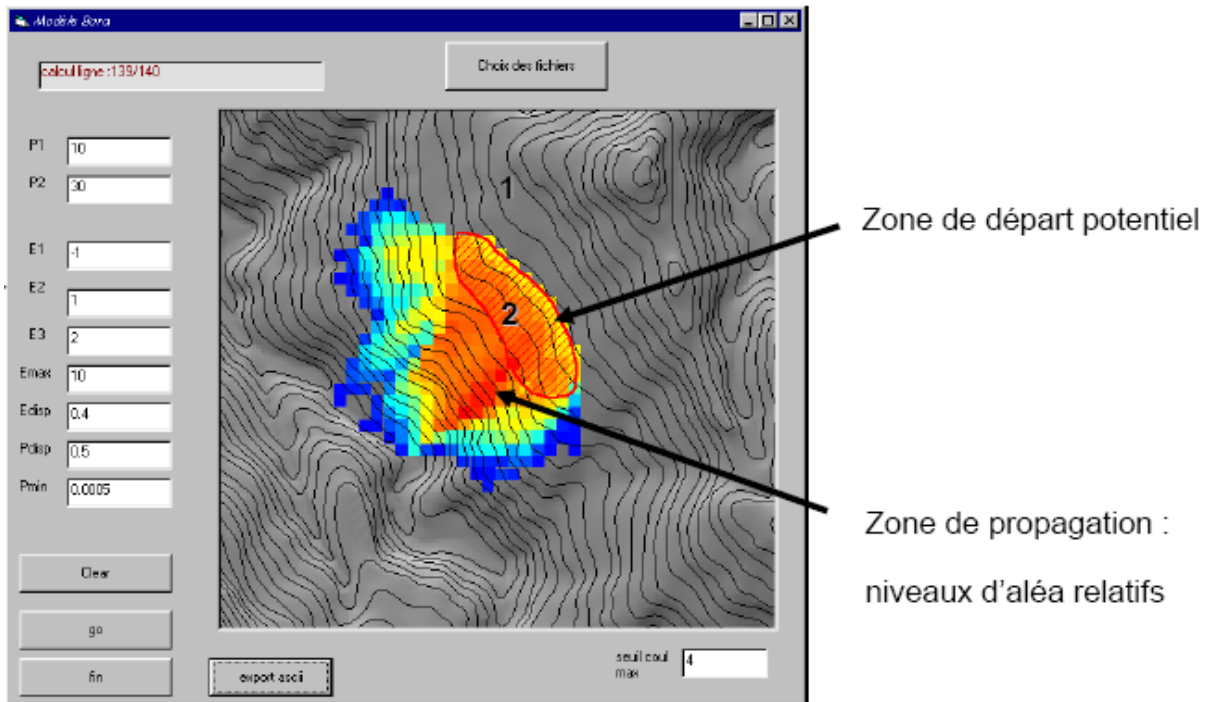 Modèle Bora
calcul ligne :139/140
Choix des fichiers
P1
10
P2
30
E1
-1
E2
1
E3
2
Emax
10
Edisp
0.4
Pdisp
0.5
Pmin
0.0005
Clear
go
fin
export ascii
seuil coul
max
4
1
2
Zone de départ potentiel
Zone de propagation :
niveaux d'aléa relatifs